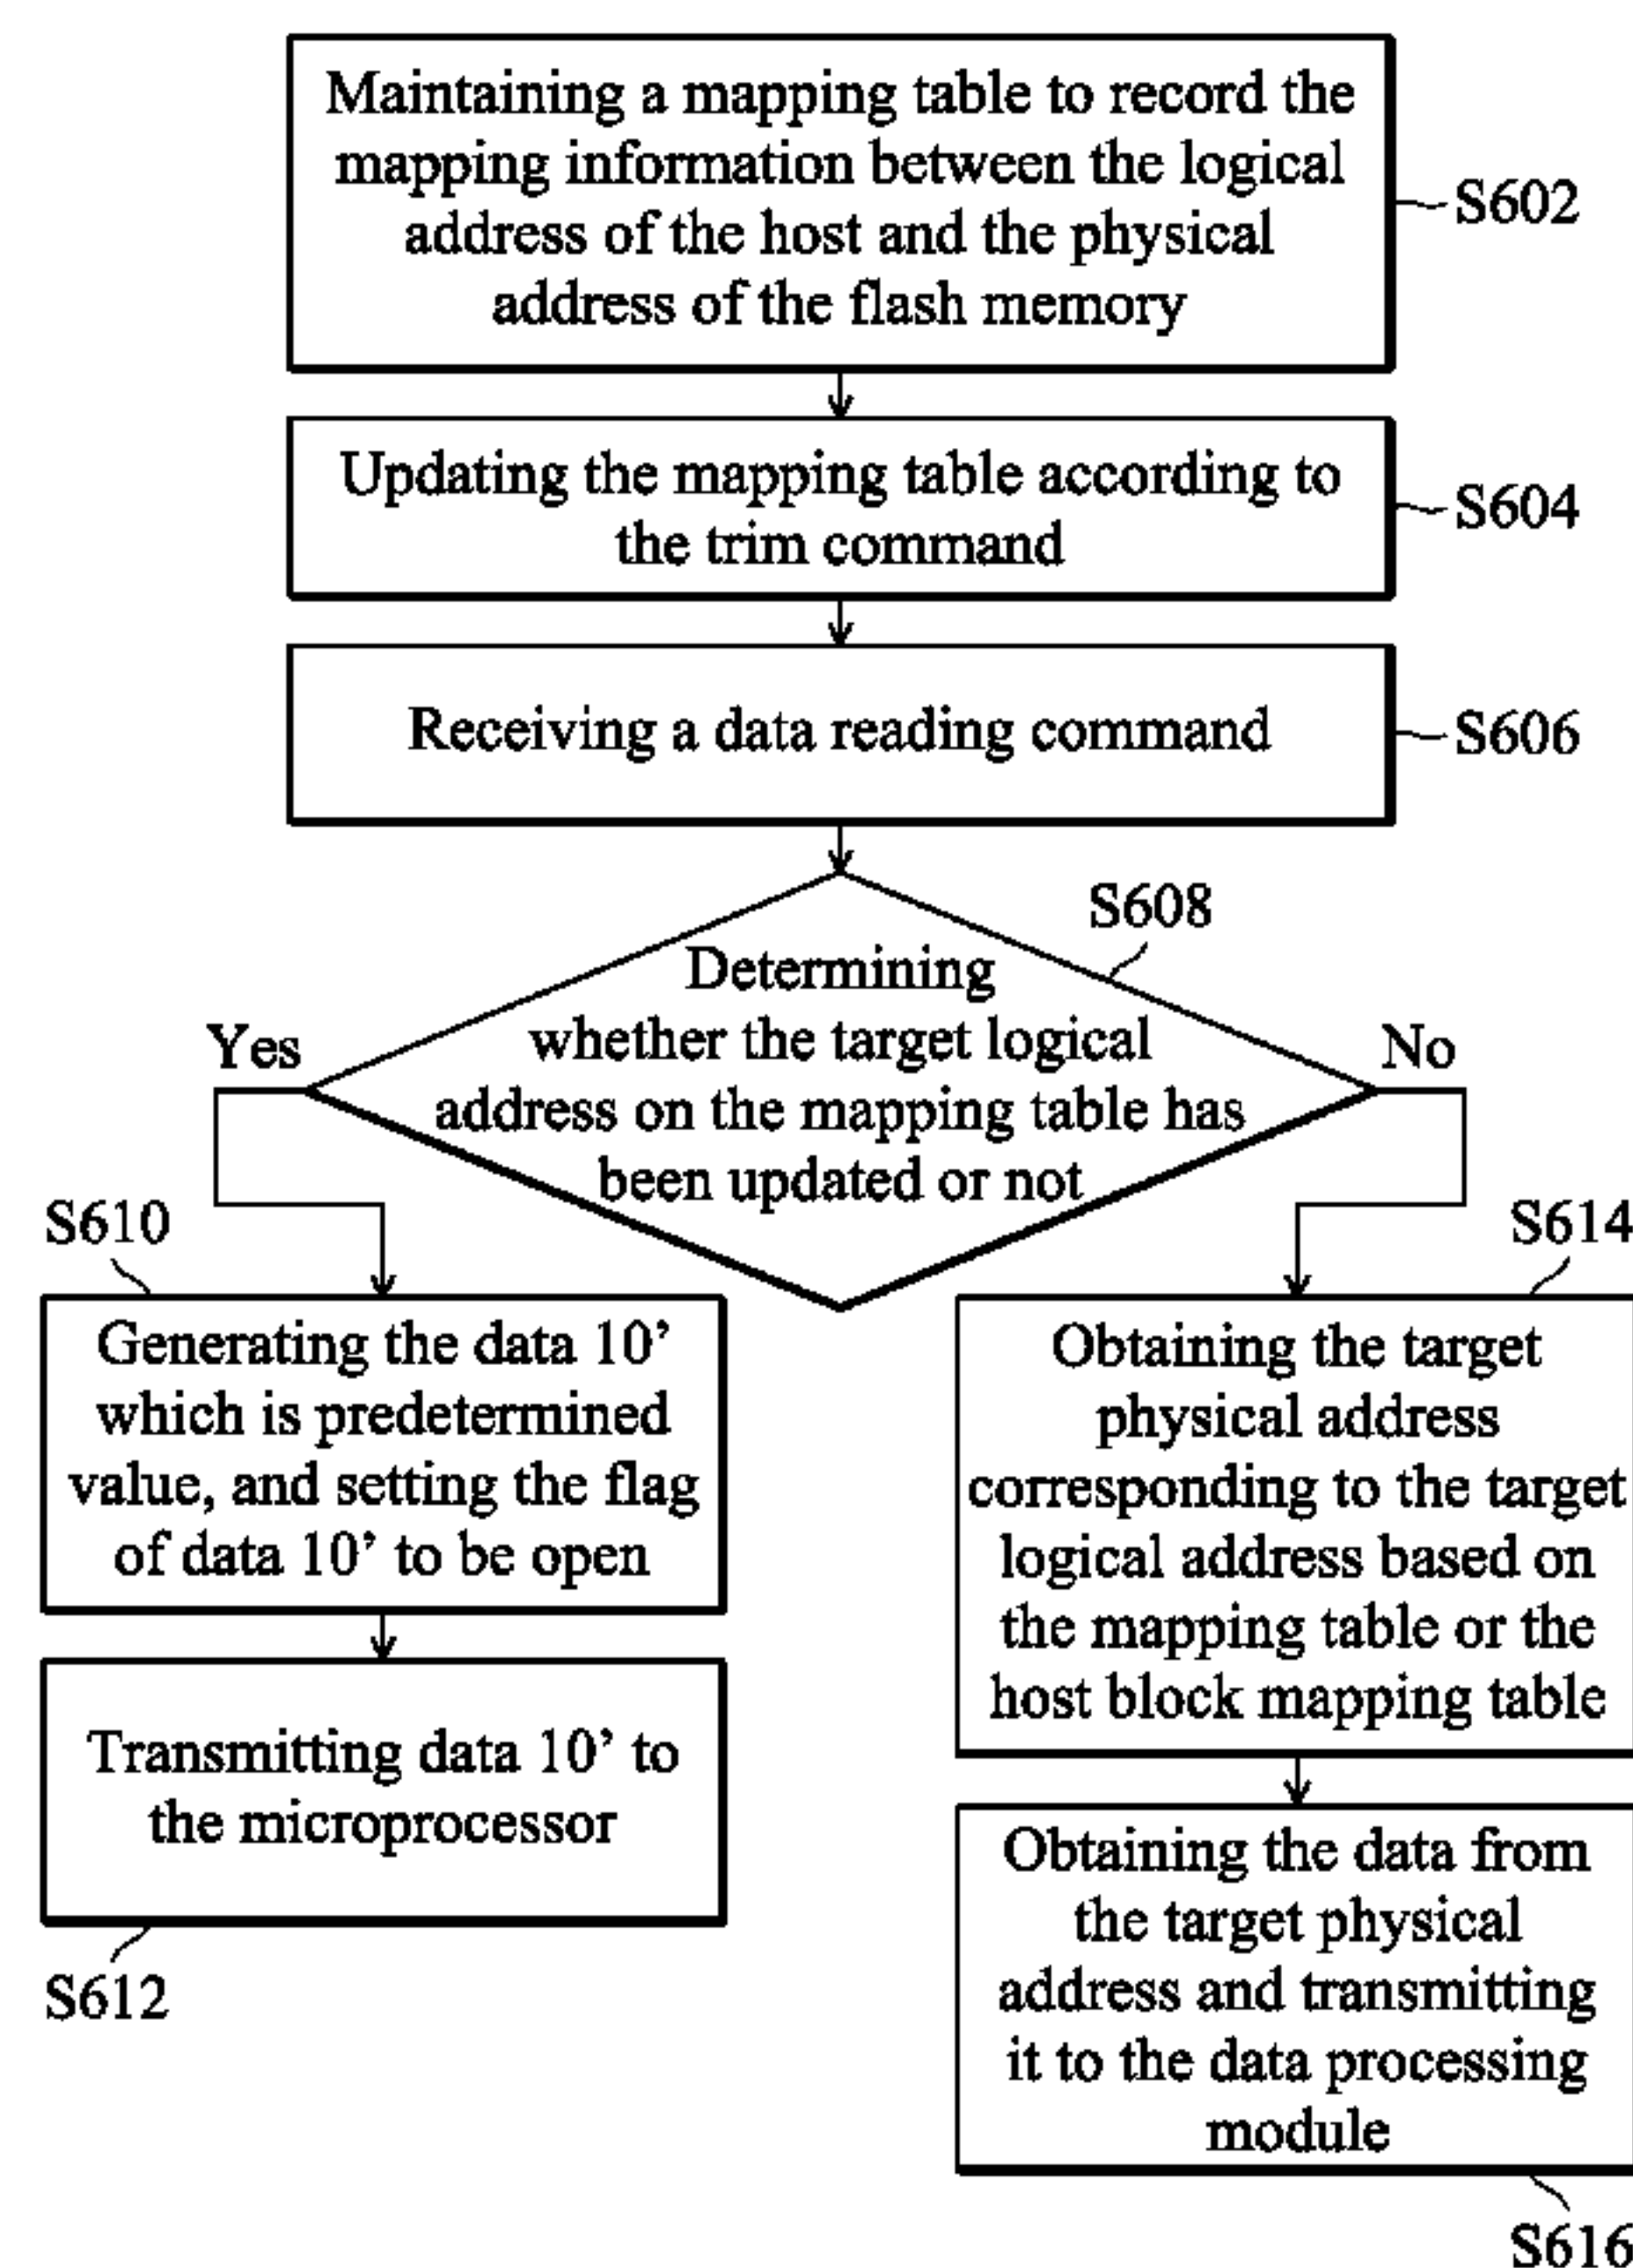 Maintaining a mapping table to record the
mapping information between the logical
address of the host and the physical
address of the flash memory
S602
Updating the mapping table according to
the trim command
S604
Receiving a data reading command
S606
S608
Determining
whether the target logical
address on the mapping table has
been updated or not
Yes
No
S610
Generating the data 10’
which is predetermined
value, and setting the flag
of data 10’ to be open
Transmitting data 10’ to
the microprocessor
S612
S614
Obtaining the target
physical address
corresponding to the target
logical address based on
the mapping table or the
host block mapping table
Obtaining the data from
the target physical
address and transmitting
it to the data processing
module
S616